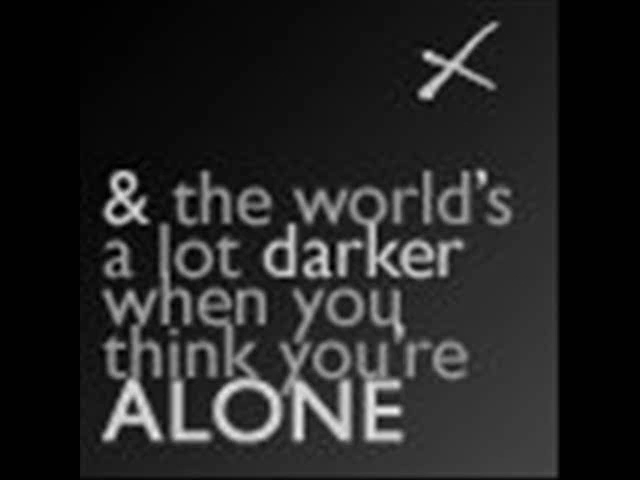 & the world's
a lot darker
when you
think you're
ALONE